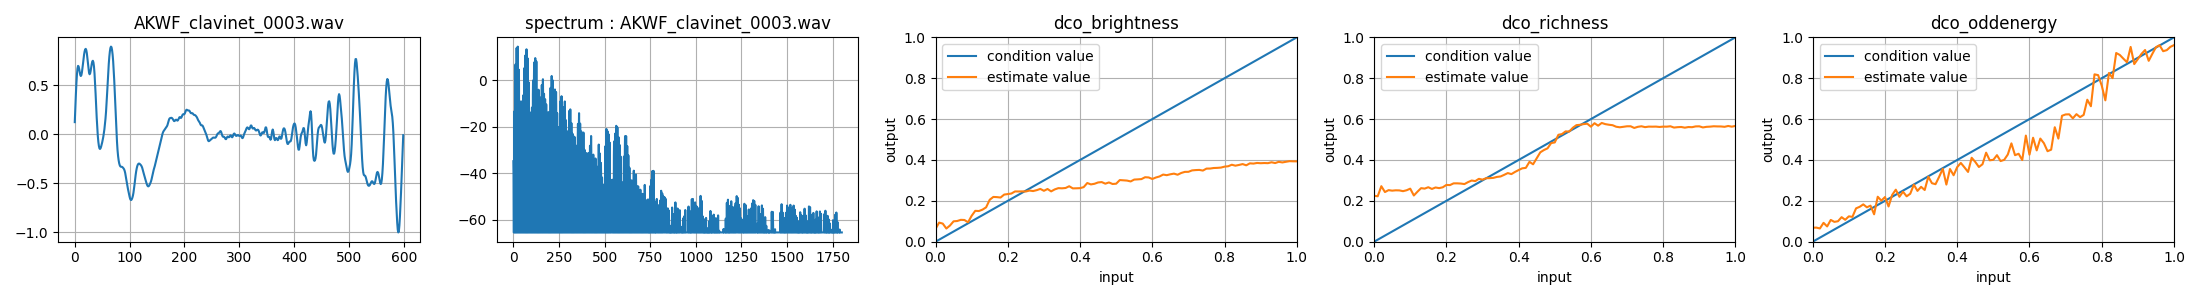 AKWF_clavinet_0003.wav
0.5
0.0
−0.5
−1.0
0 100 200 300 400 500 600
spectrum : AKWF_clavinet_0003.wav
0
−20
−40
−60
0 250 500 750 1000 1250 1500 1750
dco_brightness
condition value
estimate value
output
1.0
0.8
0.6
0.4
0.2
0.0
0.0 0.2 0.4 0.6 0.8 1.0
input
dco_richness
condition value
estimate value
output
1.0
0.8
0.6
0.4
0.2
0.0
0.0 0.2 0.4 0.6 0.8 1.0
input
dco_oddenergy
condition value
estimate value
output
1.0
0.8
0.6
0.4
0.2
0.0
0.0 0.2 0.4 0.6 0.8 1.0
input